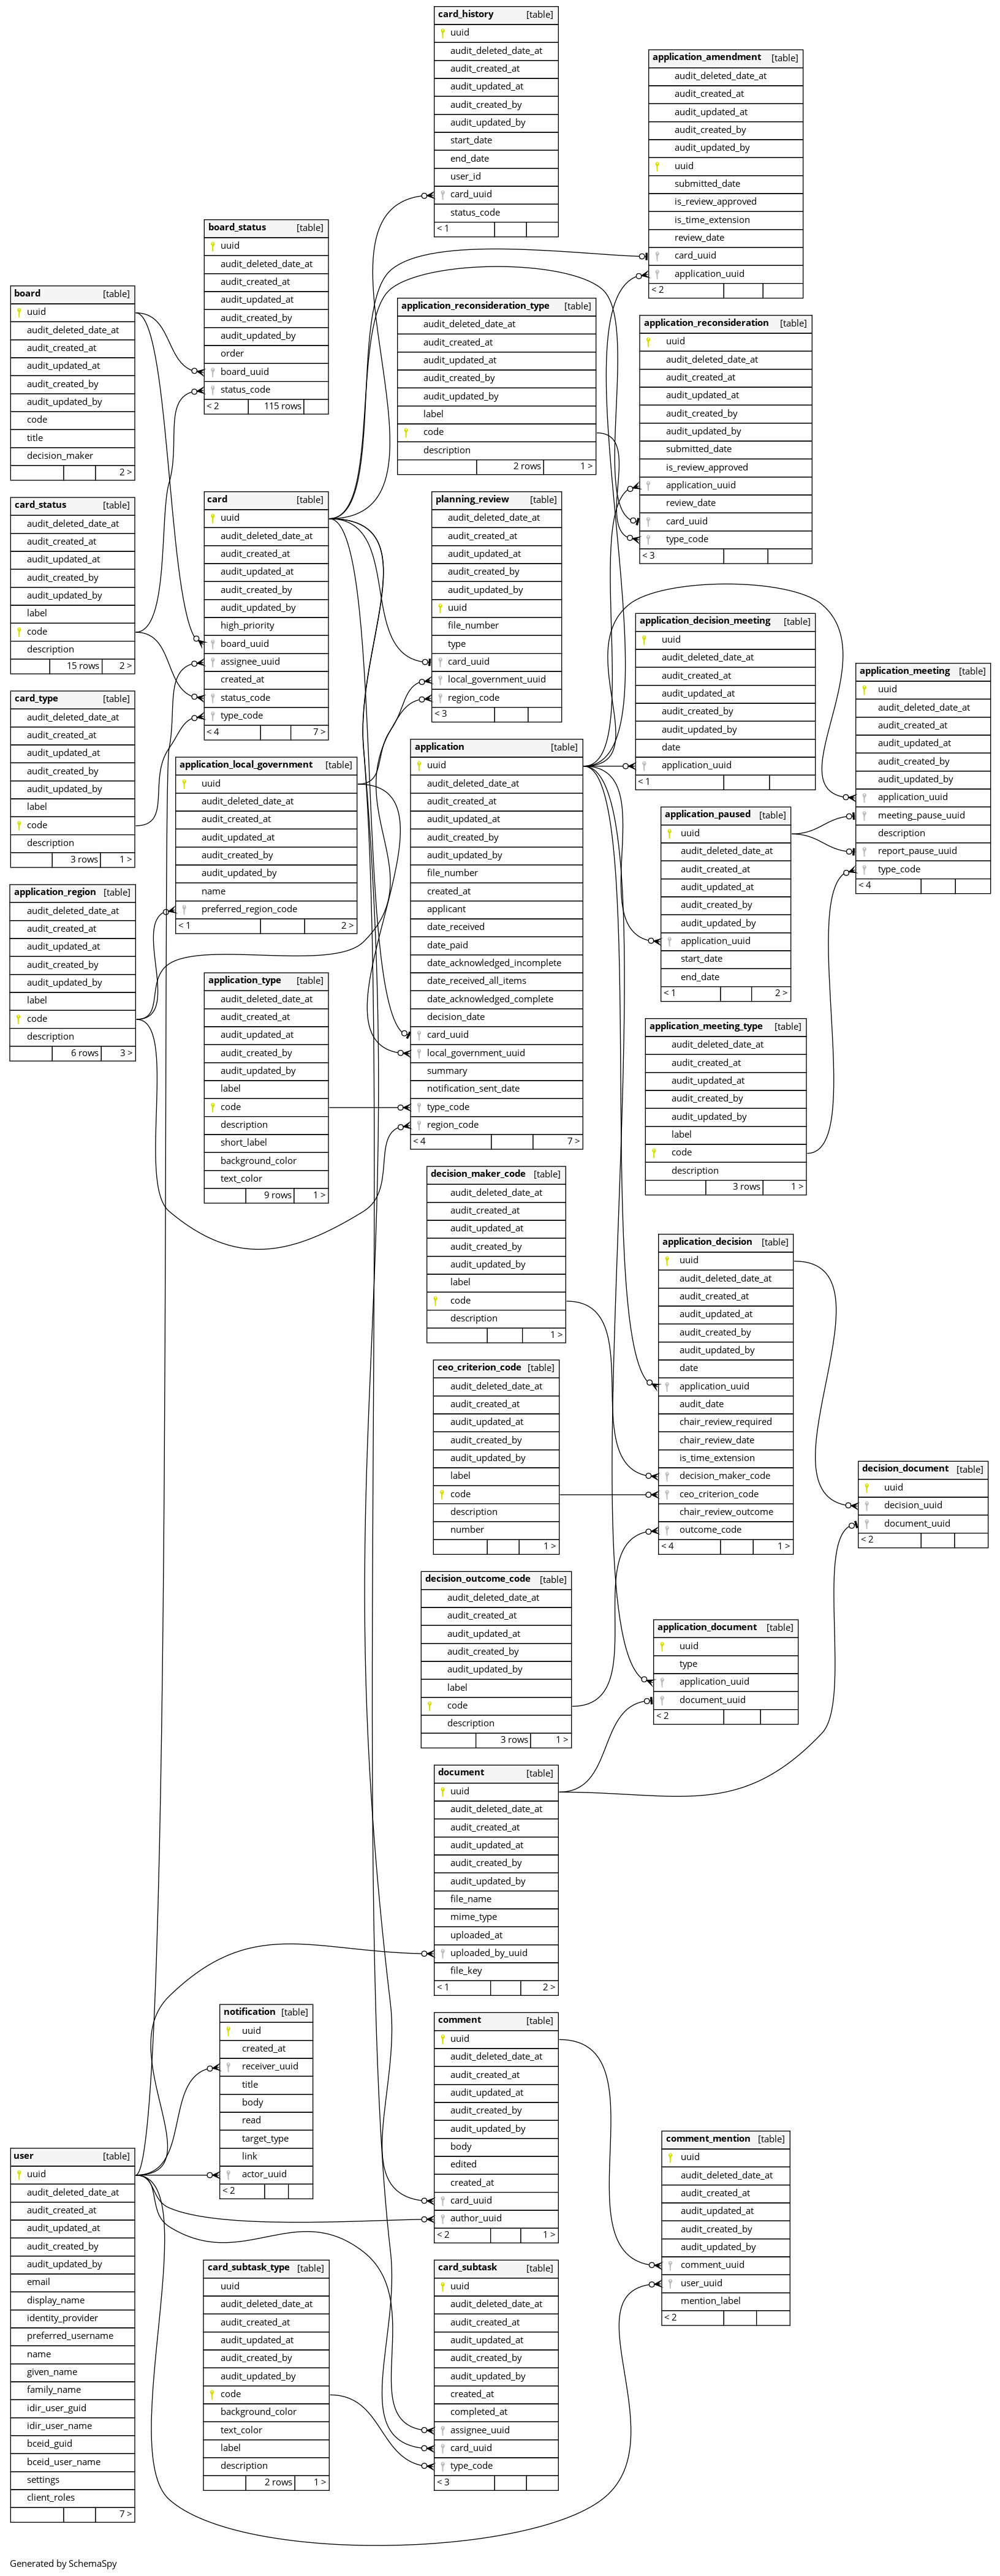 card_history [table]
uuid
audit_deleted_date_at
audit_created_at
audit_updated_at
audit_created_by
audit_updated_by
start_date
end_date
user_id
card_uuid
status_code
< 1
application_amendment [table]
audit_deleted_date_at
audit_created_at
audit_updated_at
audit_created_by
audit_updated_by
uuid
submitted_date
is_review_approved
is_time_extension
review_date
card_uuid
application_uuid
< 2
board_status [table]
uuid
audit_deleted_date_at
audit_created_at
audit_updated_at
audit_created_by
audit_updated_by
order
board_uuid
status_code
< 2 115 rows
board [table]
uuid
audit_deleted_date_at
audit_created_at
audit_updated_at
audit_created_by
audit_updated_by
code
title
decision_maker
2 >
application_reconsideration_type [table]
audit_deleted_date_at
audit_created_at
audit_updated_at
audit_created_by
audit_updated_by
label
code
description
2 rows 1 >
application_reconsideration [table]
uuid
audit_deleted_date_at
audit_created_at
audit_updated_at
audit_created_by
audit_updated_by
submitted_date
is_review_approved
application_uuid
review_date
card_uuid
type_code
< 3
card_status [table]
audit_deleted_date_at
audit_created_at
audit_updated_at
audit_created_by
audit_updated_by
label
code
description
15 rows 2 >
card [table]
uuid
audit_deleted_date_at
audit_created_at
audit_updated_at
audit_created_by
audit_updated_by
high_priority
board_uuid
assignee_uuid
created_at
status_code
type_code
< 4 7 >
planning_review [table]
audit_deleted_date_at
audit_created_at
audit_updated_at
audit_created_by
audit_updated_by
uuid
file_number
type
card_uuid
local_government_uuid
region_code
< 3
application_decision_meeting [table]
uuid
audit_deleted_date_at
audit_created_at
audit_updated_at
audit_created_by
audit_updated_by
date
application_uuid
< 1
application_meeting [table]
uuid
audit_deleted_date_at
audit_created_at
audit_updated_at
audit_created_by
audit_updated_by
application_uuid
meeting_pause_uuid
description
report_pause_uuid
type_code
< 4
card_type [table]
audit_deleted_date_at
audit_created_at
audit_updated_at
audit_created_by
audit_updated_by
label
code
description
3 rows 1 >
application_local_government [table]
uuid
audit_deleted_date_at
audit_created_at
audit_updated_at
audit_created_by
audit_updated_by
name
preferred_region_code
< 1 2 >
application [table]
uuid
audit_deleted_date_at
audit_created_at
audit_updated_at
audit_created_by
audit_updated_by
file_number
created_at
applicant
date_received
date_paid
date_acknowledged_incomplete
date_received_all_items
date_acknowledged_complete
decision_date
card_uuid
local_government_uuid
summary
notification_sent_date
type_code
region_code
< 4 7 >
application_paused [table]
uuid
audit_deleted_date_at
audit_created_at
audit_updated_at
audit_created_by
audit_updated_by
application_uuid
start_date
end_date
< 1 2 >
application_region [table]
audit_deleted_date_at
audit_created_at
audit_updated_at
audit_created_by
audit_updated_by
label
code
description
6 rows 3 >
application_type [table]
audit_deleted_date_at
audit_created_at
audit_updated_at
audit_created_by
audit_updated_by
label
code
description
short_label
background_color
text_color
9 rows 1 >
application_meeting_type [table]
audit_deleted_date_at
audit_created_at
audit_updated_at
audit_created_by
audit_updated_by
label
code
description
3 rows 1 >
decision_maker_code [table]
audit_deleted_date_at
audit_created_at
audit_updated_at
audit_created_by
audit_updated_by
label
code
description
1 >
application_decision [table]
uuid
audit_deleted_date_at
audit_created_at
audit_updated_at
audit_created_by
audit_updated_by
date
application_uuid
audit_date
chair_review_required
chair_review_date
is_time_extension
decision_maker_code
ceo_criterion_code
chair_review_outcome
outcome_code
< 4 1 >
ceo_criterion_code [table]
audit_deleted_date_at
audit_created_at
audit_updated_at
audit_created_by
audit_updated_by
label
code
description
number
1 >
decision_document [table]
uuid
decision_uuid
document_uuid
< 2
decision_outcome_code [table]
audit_deleted_date_at
audit_created_at
audit_updated_at
audit_created_by
audit_updated_by
label
code
description
3 rows 1 >
application_document [table]
uuid
type
application_uuid
document_uuid
< 2
document [table]
uuid
audit_deleted_date_at
audit_created_at
audit_updated_at
audit_created_by
audit_updated_by
file_name
mime_type
uploaded_at
uploaded_by_uuid
file_key
< 1 2 >
notification [table]
uuid
created_at
receiver_uuid
title
body
read
target_type
link
actor_uuid
< 2
comment [table]
uuid
audit_deleted_date_at
audit_created_at
audit_updated_at
audit_created_by
audit_updated_by
body
edited
created_at
card_uuid
author_uuid
< 2 1 >
comment_mention [table]
uuid
audit_deleted_date_at
audit_created_at
audit_updated_at
audit_created_by
audit_updated_by
comment_uuid
user_uuid
mention_label
< 2
user [table]
uuid
audit_deleted_date_at
audit_created_at
audit_updated_at
audit_created_by
audit_updated_by
email
display_name
identity_provider
preferred_username
name
given_name
family_name
idir_user_guid
idir_user_name
bceid_guid
bceid_user_name
settings
client_roles
7 >
card_subtask_type [table]
uuid
audit_deleted_date_at
audit_created_at
audit_updated_at
audit_created_by
audit_updated_by
code
background_color
text_color
label
description
2 rows 1 >
card_subtask [table]
uuid
audit_deleted_date_at
audit_created_at
audit_updated_at
audit_created_by
audit_updated_by
created_at
completed_at
assignee_uuid
card_uuid
type_code
< 3
Generated by SchemaSpy